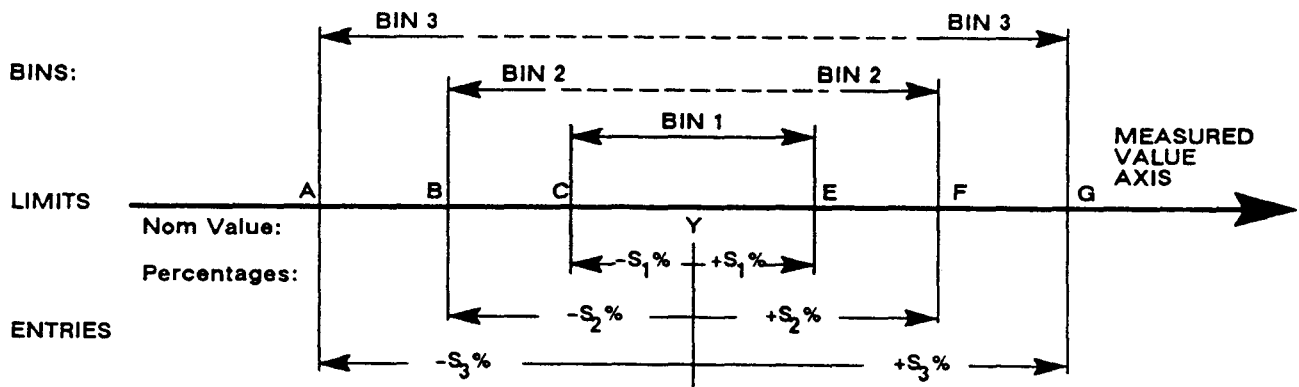 BIN 3 BIN 3
BINS:
BIN 2 BIN 2
BIN 1
MEASURED
VALUE
AXIS
LIMITS A B C E F G
Nom Value: Y
Percentages: -S₁% +S₁%
-S₂% +S₂%
ENTRIES
-S₃% +S₃%